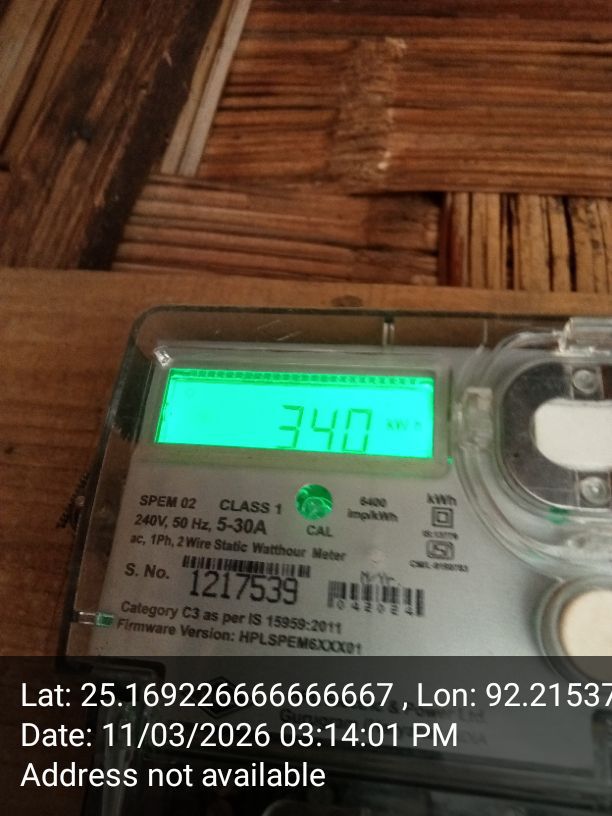 340 kWh
SPEM 02 CLASS 1 6400 kWh
240V, 50 Hz, 5-30A CAL imp/kWh
ac, 1Ph, 2 Wire Static Watthour Meter
S. No. 1217539 M/Yr.
042024
Category C3 as per IS 15959:2011
Firmware Version: HPLSPEM6XXX01
Lat: 25.169226666666667 , Lon: 92.21537
Date: 11/03/2026 03:14:01 PM
Address not available